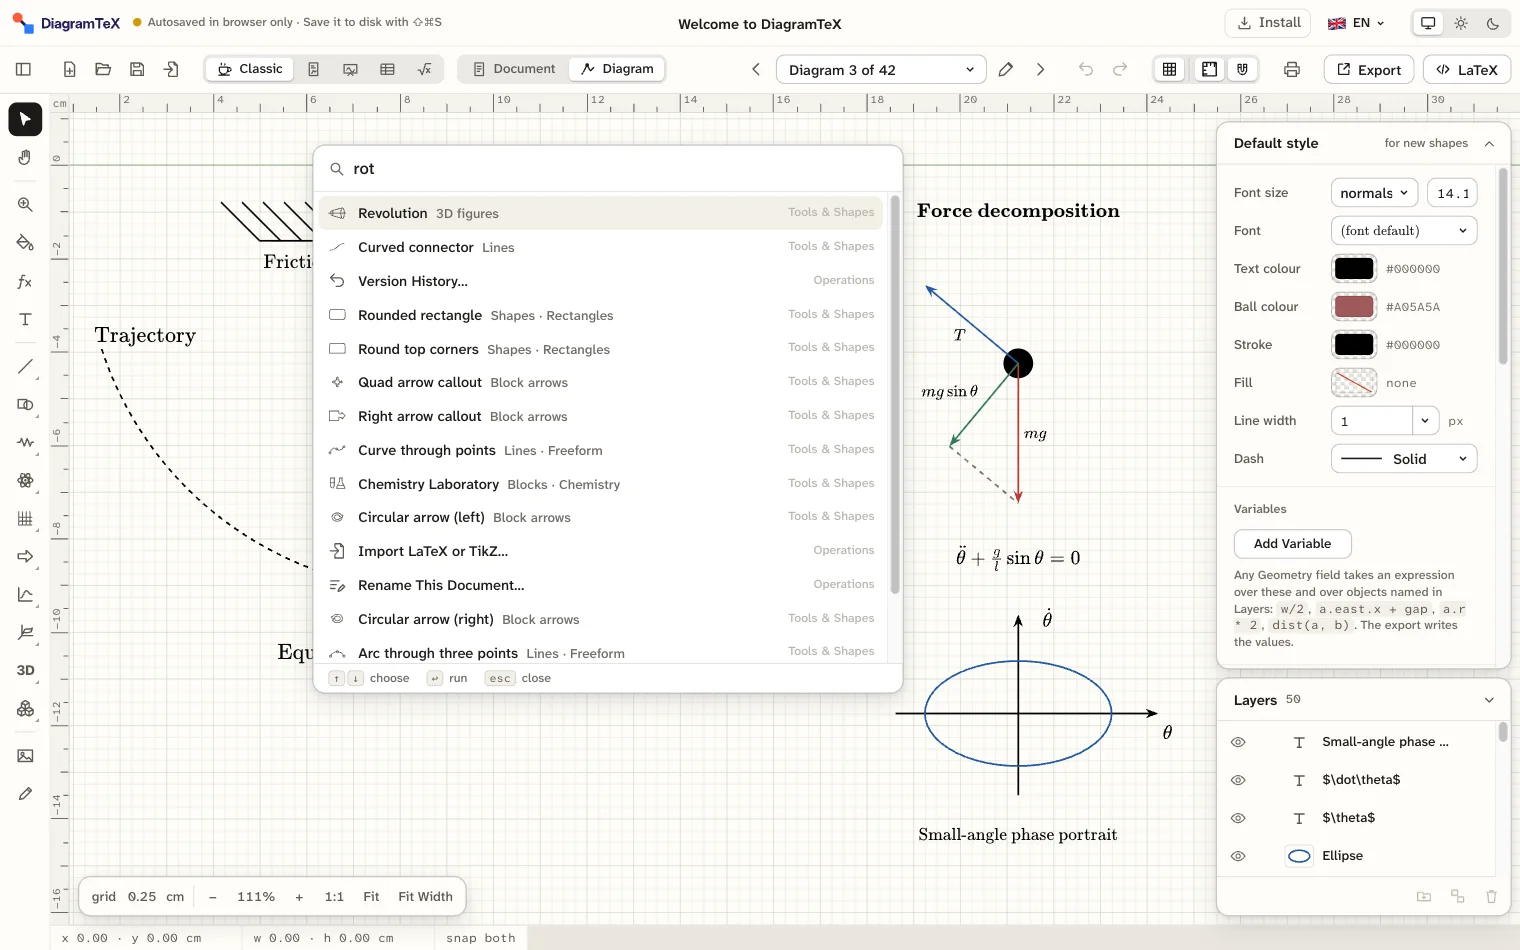 DiagramTeX
Autosaved in browser only · Save it to disk with ⇧⌘S
Welcome to DiagramTeX
Install
EN
Classic
Document
Diagram
Diagram 3 of 42
Export
LaTeX
cm
2 4 6 8 10 12 14 16 18 20 22 24 26 28 30
0
-2
-4
-6
-8
-10
-12
-14
-16
3D
Fricti
Trajectory
Equ
rot
Revolution 3D figures Tools & Shapes
Curved connector Lines Tools & Shapes
Version History... Operations
Rounded rectangle Shapes · Rectangles Tools & Shapes
Round top corners Shapes · Rectangles Tools & Shapes
Quad arrow callout Block arrows Tools & Shapes
Right arrow callout Block arrows Tools & Shapes
Curve through points Lines · Freeform Tools & Shapes
Chemistry Laboratory Blocks · Chemistry Tools & Shapes
Circular arrow (left) Block arrows Tools & Shapes
Import LaTeX or TikZ... Operations
Rename This Document... Operations
Circular arrow (right) Block arrows Tools & Shapes
Arc through three points Lines · Freeform Tools & Shapes
↑ ↓ choose ↩ run esc close
Force decomposition
T
mg sin θ
mg
θ̈ + g/l sin θ = 0
θ̇
θ
Small-angle phase portrait
Default style for new shapes
Font size normals 14.1
Font (font default)
Text colour #000000
Ball colour #A05A5A
Stroke #000000
Fill none
Line width 1 px
Dash Solid
Variables
Add Variable
Any Geometry field takes an expression
over these and over objects named in
Layers: w/2, a.east.x + gap, a.r
* 2, dist(a, b). The export writes
the values.
Layers 50
Small-angle phase ...
$\dot\theta$
$\theta$
Ellipse
grid 0.25 cm − 111% + 1:1 Fit Fit Width
x 0.00 · y 0.00 cm w 0.00 · h 0.00 cm snap both